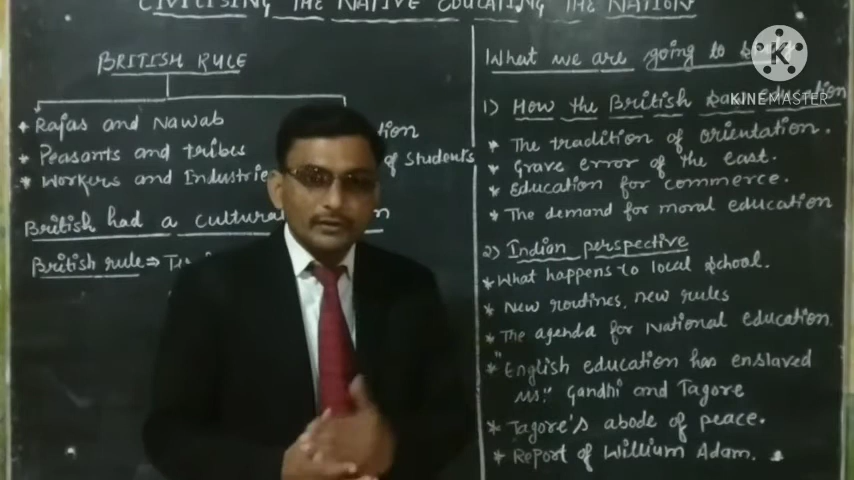 CIVILISING THE NATIVE EDUCATING THE NATION
BRITISH RULE
* Rajas and Nawab
* Peasants and tribes
* Workers and Industrie
of Students
British had a cultura
British rule ⇒
What we are going to
1) How the British
* The tradition of orientation.
* Grave error of the east.
* Education for commerce.
* The demand for moral education
2) Indian perspective
* What happens to local school.
* New routines, new rules
* The agenda for National education.
* "English education has enslaved
us". Gandhi and Tagore
* Tagore's abode of peace.
* Report of Willium Adam.
K
KINEMASTER